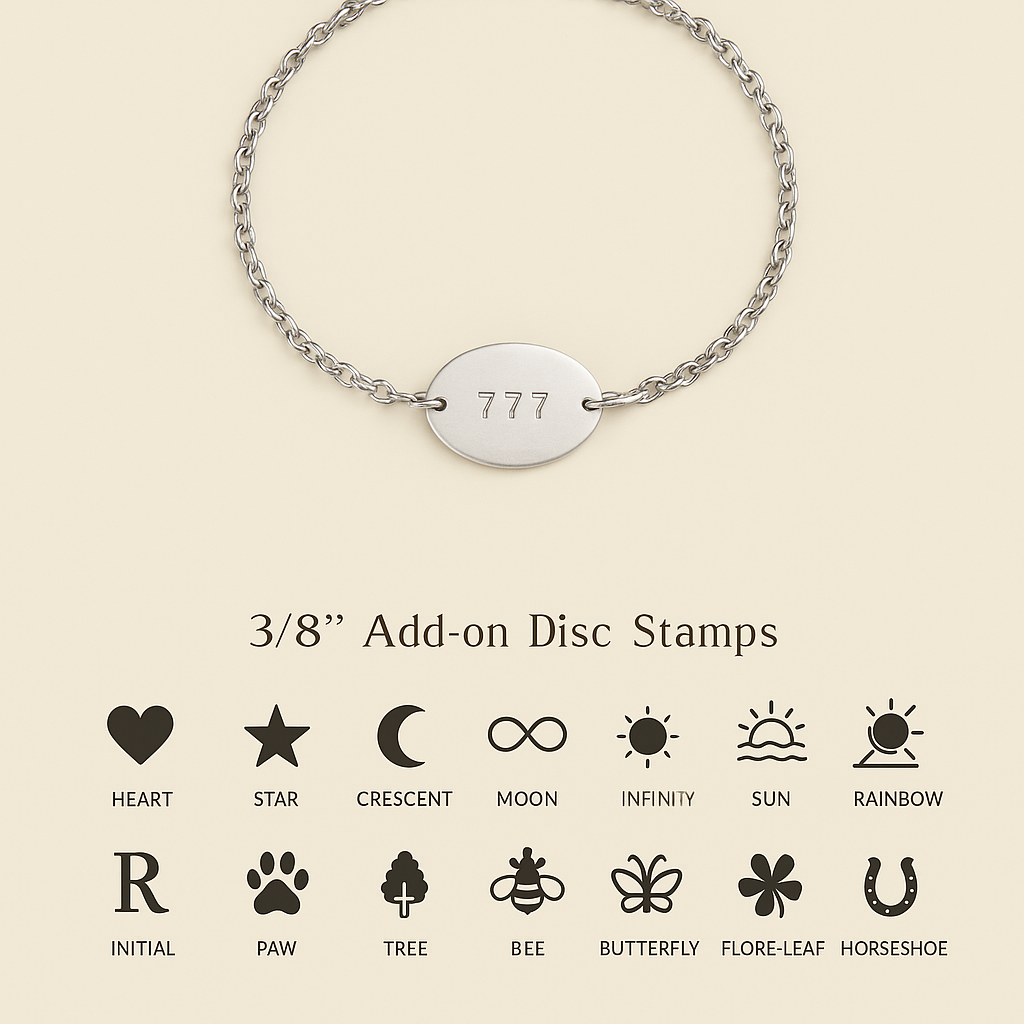 777
3/8” Add-on Disc Stamps
HEART STAR CRESCENT MOON INFINITY SUN RAINBOW
R
INITIAL PAW TREE BEE BUTTERFLY FLORE-LEAF HORSESHOE